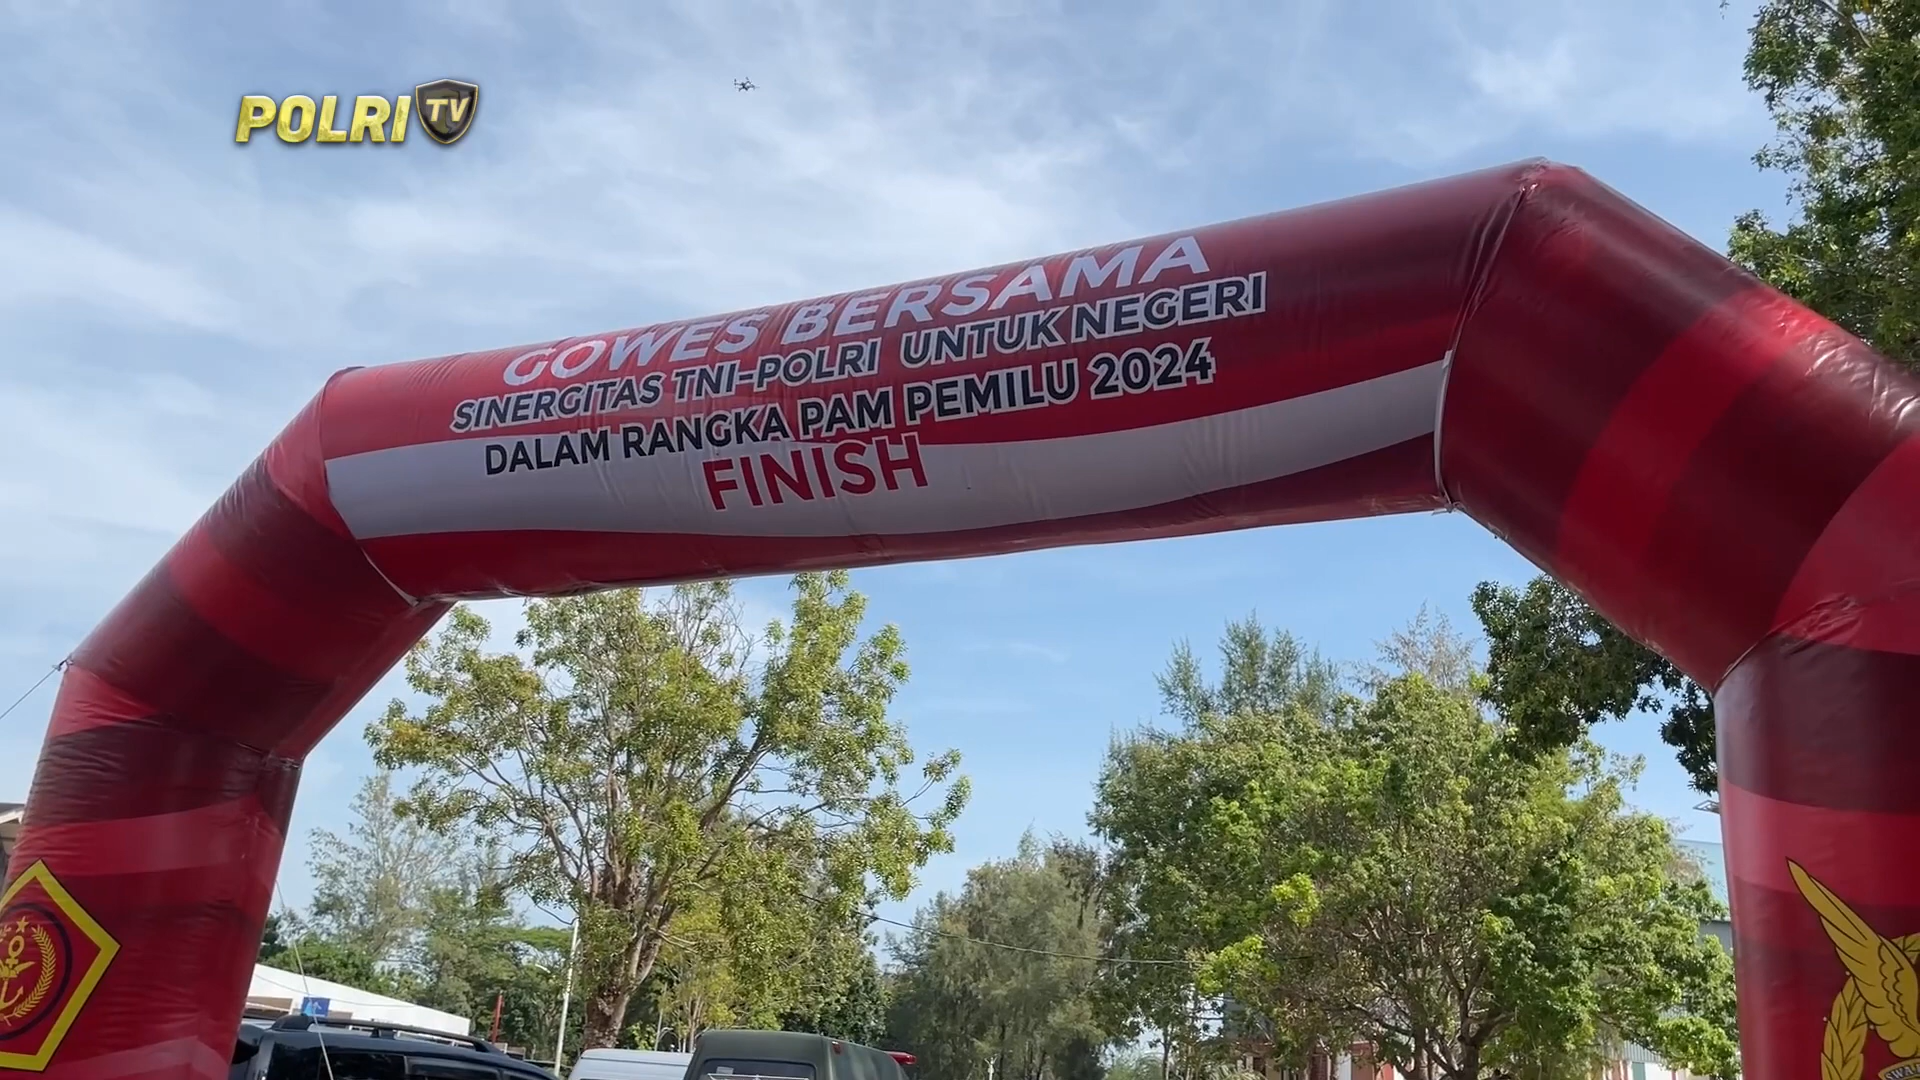 POLRI TV
GOWES BERSAMA
SINERGITAS TNI-POLRI UNTUK NEGERI
DALAM RANGKA PAM PEMILU 2024
FINISH